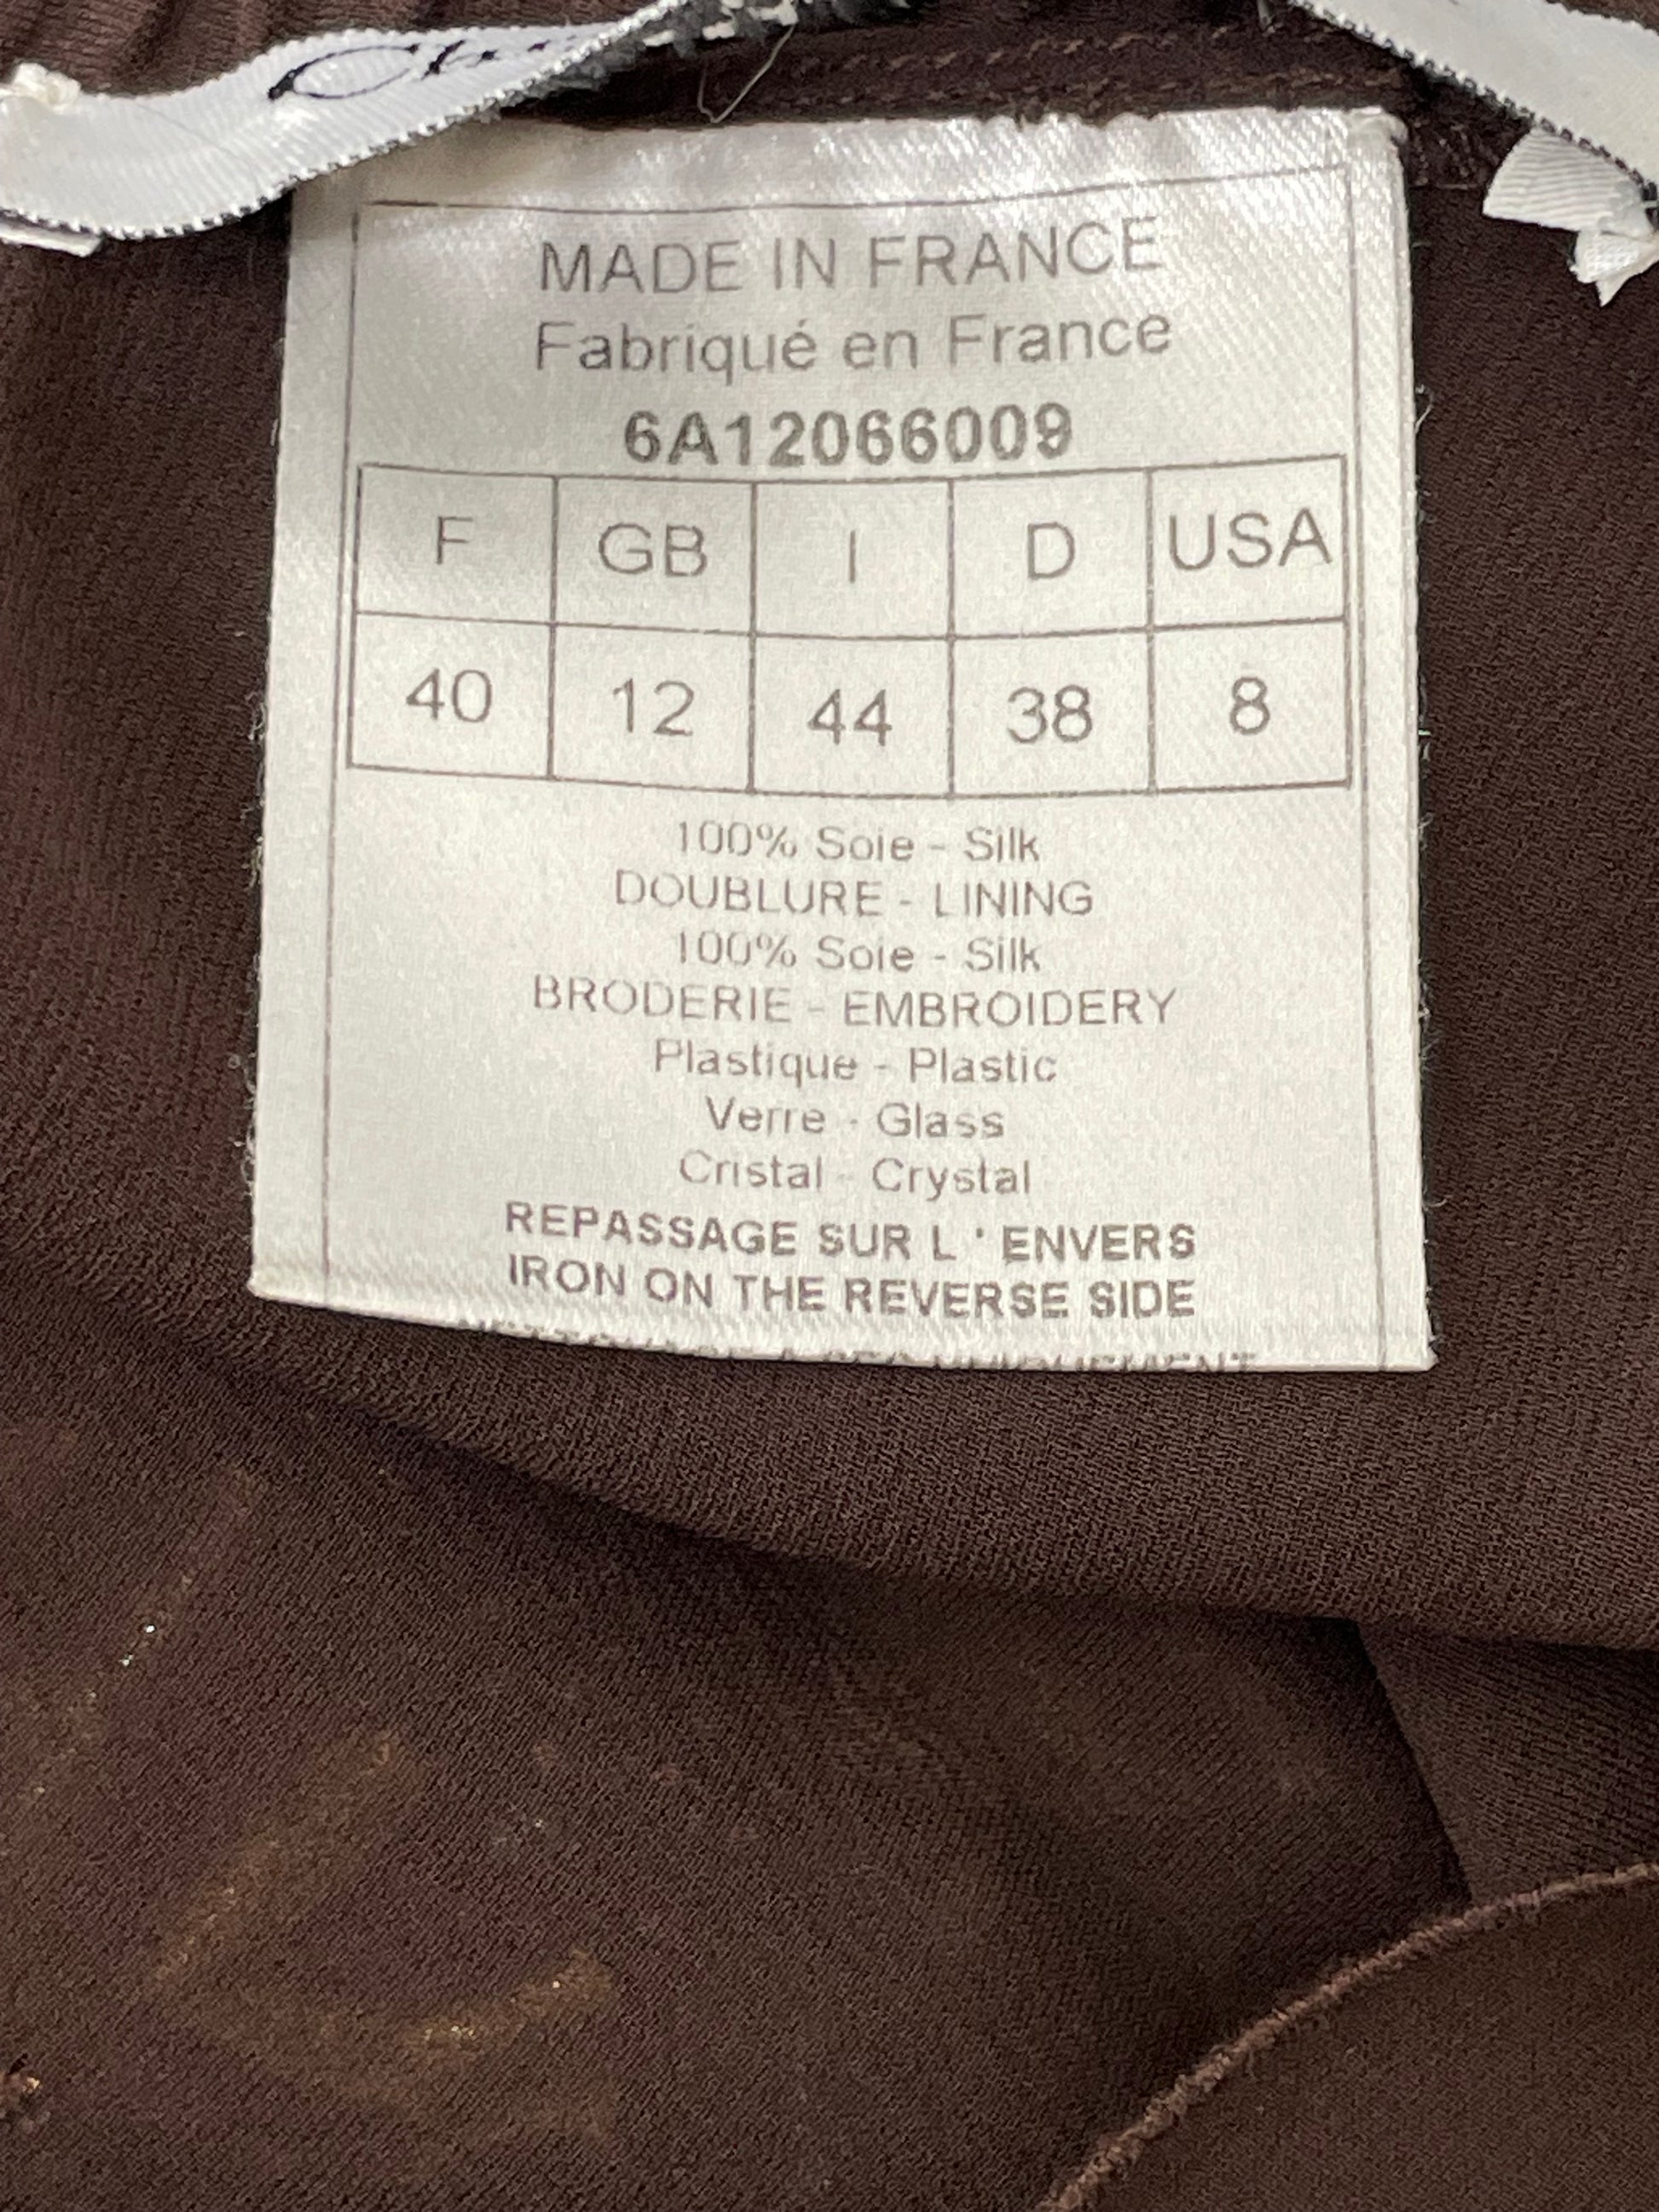 MADE IN FRANCE
Fabriqué en France
6A12066009
F GB I D USA
40 12 44 38 8
100% Soie - Silk
DOUBLURE - LINING
100% Soie - Silk
BRODERIE - EMBROIDERY
Plastique - Plastic
Verre - Glass
Cristal - Crystal
REPASSAGE SUR L ' ENVERS
IRON ON THE REVERSE SIDE